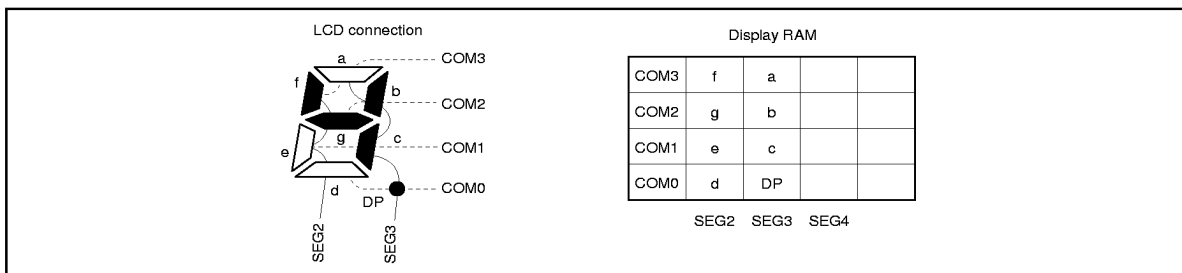 LCD connection
a
COM3
f
b
COM2
g
c
COM1
e
d
DP
COM0
SEG2
SEG3
Display RAM
COM3 f a
COM2 g b
COM1 e c
COM0 d DP
SEG2 SEG3 SEG4